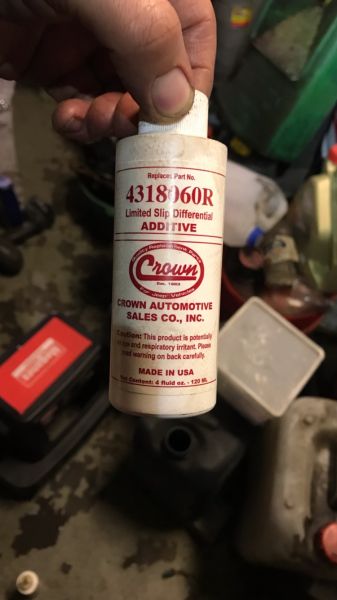 Replaces Part No.
4318060R
Limited Slip Differential
ADDITIVE
Quality Replacement Parts
Crown
Est. 1963
For Jeep Vehicles
CROWN AUTOMOTIVE
SALES CO., INC.
Caution: This product is potentially
eye and respiratory irritant. Please
read warning on back carefully.
MADE IN USA
Net Content: 4 fluid oz. - 120 ML